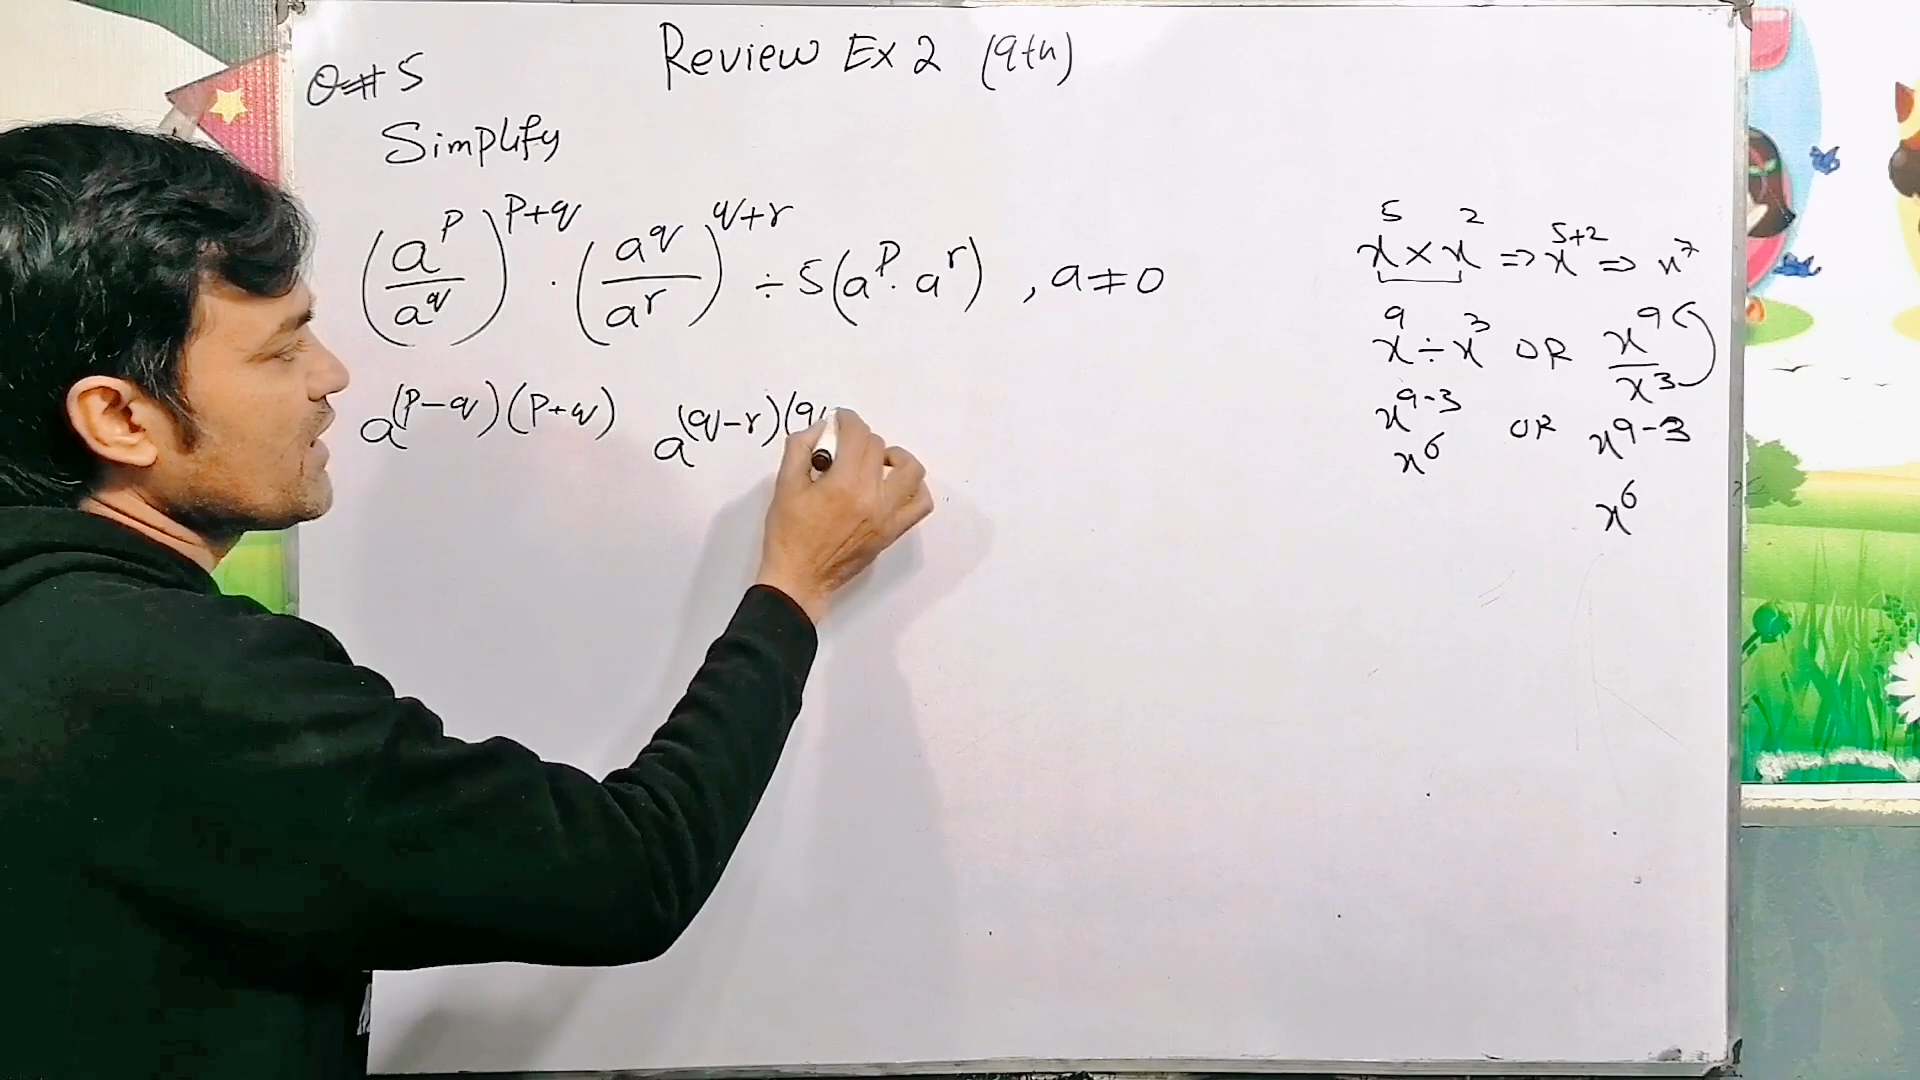 Review Ex 2 (9th)
Q#5
Simplify
(a^p/a^q)^(p+q) · (a^q/a^r)^(q+r) ÷ 5(a^p · a^r) , a≠0
a^(p-q)(p+q) a^(q-r)(q
x^5 × x^2 => x^(5+2) => x^7
x^9 ÷ x^3 OR x^9/x^3
x^(9-3) OR x^(9-3)
x^6
x^6